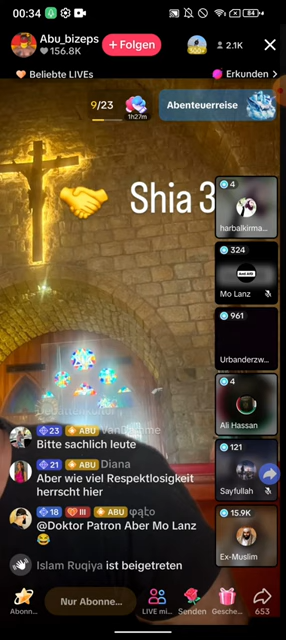 00:34
84
Abu_bizeps
156.8K
+ Folgen
2.1K
Beliebte LIVEs
Erkunden >
9/23
1h27m
Abenteuerreise
Shia 3
4
harbalkirma...
324
Mo Lanz
961
Urbanderzw...
4
Ali Hassan
121
Sayfullah
15.9K
Ex-Muslim
23 ABU
Bitte sachlich leute
21 ABU Diana
Aber wie viel Respektlosigkeit
herrscht hier
18 III ABU φąƚo
@Doktor Patron Aber Mo Lanz
😂
Islam Ruqiya ist beigetreten
Abonn...
Nur Abonne...
LIVE mi...
Senden
Gesche...
653